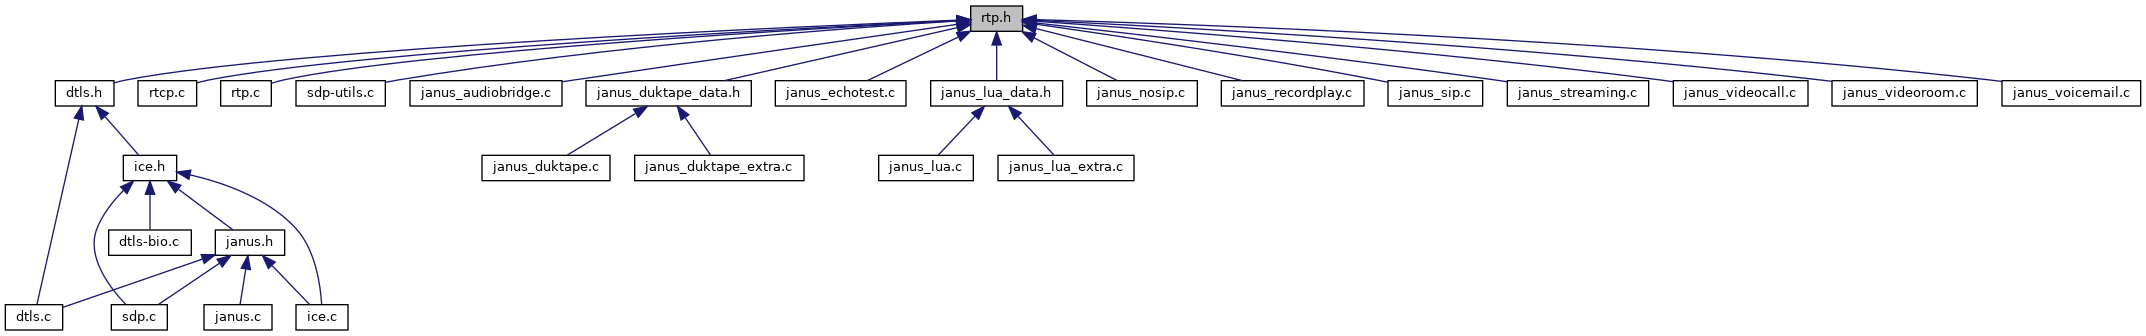 rtp.h
dtls.h
rtcp.c
rtp.c
sdp-utils.c
janus_audiobridge.c
janus_duktape_data.h
janus_echotest.c
janus_lua_data.h
janus_nosip.c
janus_recordplay.c
janus_sip.c
janus_streaming.c
janus_videocall.c
janus_videoroom.c
janus_voicemail.c
ice.h
janus_duktape.c
janus_duktape_extra.c
janus_lua.c
janus_lua_extra.c
dtls-bio.c
janus.h
dtls.c
sdp.c
janus.c
ice.c